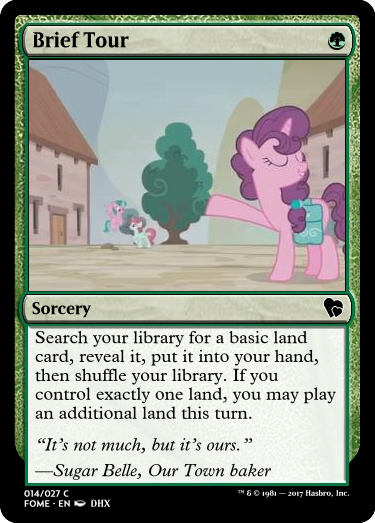 Brief Tour
Sorcery
Search your library for a basic land
card, reveal it, put it into your hand,
then shuffle your library. If you
control exactly one land, you may play
an additional land this turn.
“It’s not much, but it’s ours.”
—Sugar Belle, Our Town baker
014/027 C
FOME • EN DHX
™ & © 1981 — 2017 Hasbro, Inc.